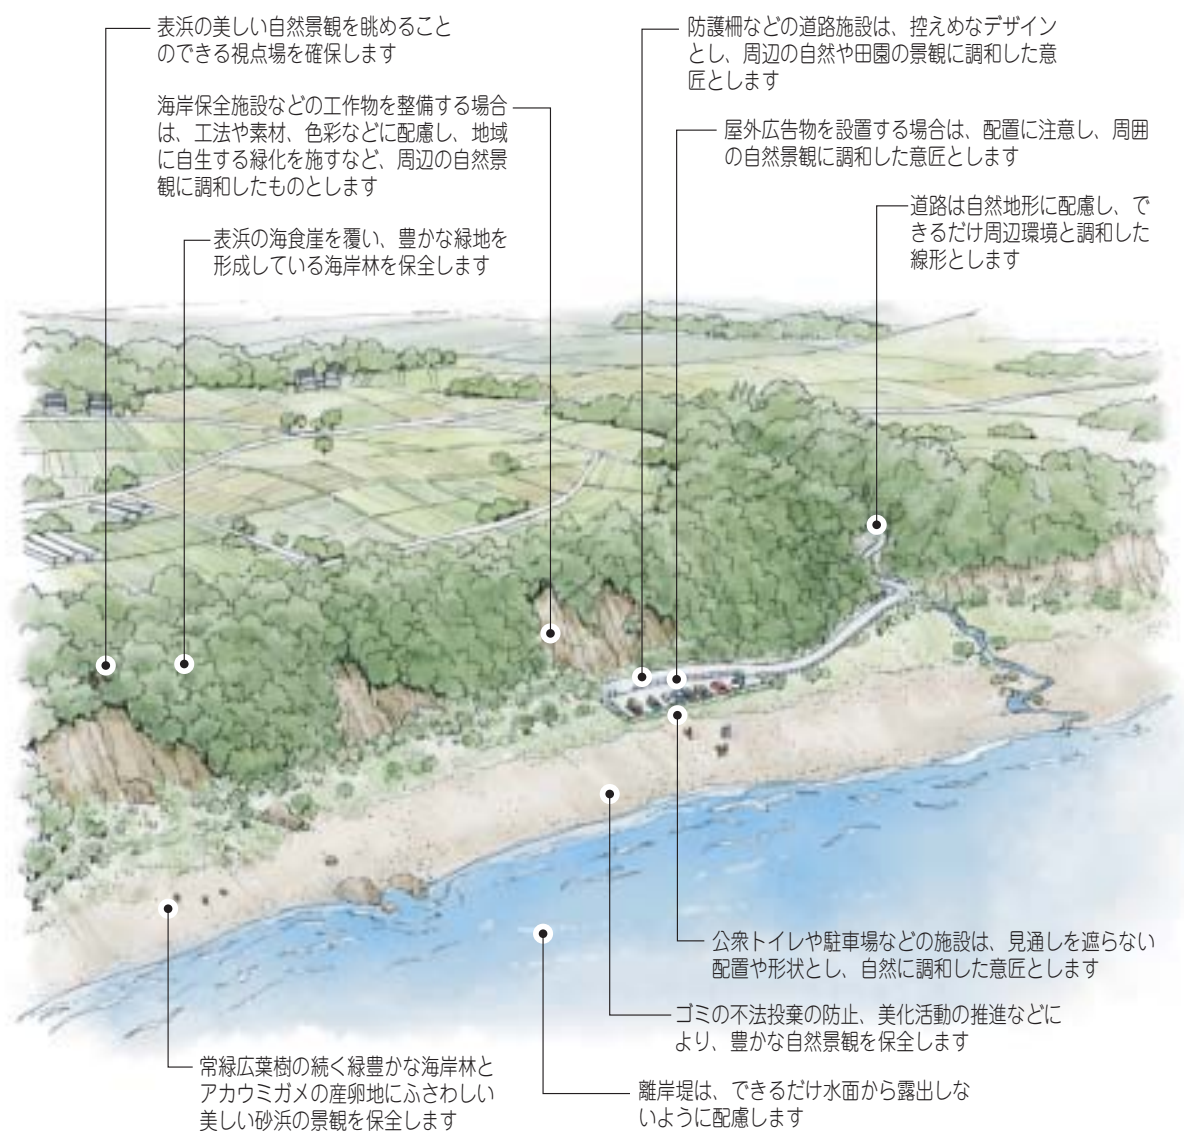 表浜の美しい自然景観を眺めること
のできる視点場を確保します
海岸保全施設などの工作物を整備する場合
は、工法や素材、色彩などに配慮し、地域
に自生する緑化を施すなど、周辺の自然景
観に調和したものとします
表浜の海食崖を覆い、豊かな緑地を
形成している海岸林を保全します
防護柵などの道路施設は、控えめなデザイン
とし、周辺の自然や田園の景観に調和した意
匠とします
屋外広告物を設置する場合は、配置に注意し、周囲
の自然景観に調和した意匠とします
道路は自然地形に配慮し、で
きるだけ周辺環境と調和した
線形とします
公衆トイレや駐車場などの施設は、見通しを遮らない
配置や形状とし、自然に調和した意匠とします
ゴミの不法投棄の防止、美化活動の推進などに
より、豊かな自然景観を保全します
常緑広葉樹の続く緑豊かな海岸林と
アカウミガメの産卵地にふさわしい
美しい砂浜の景観を保全します
離岸堤は、できるだけ水面から露出しな
いように配慮します